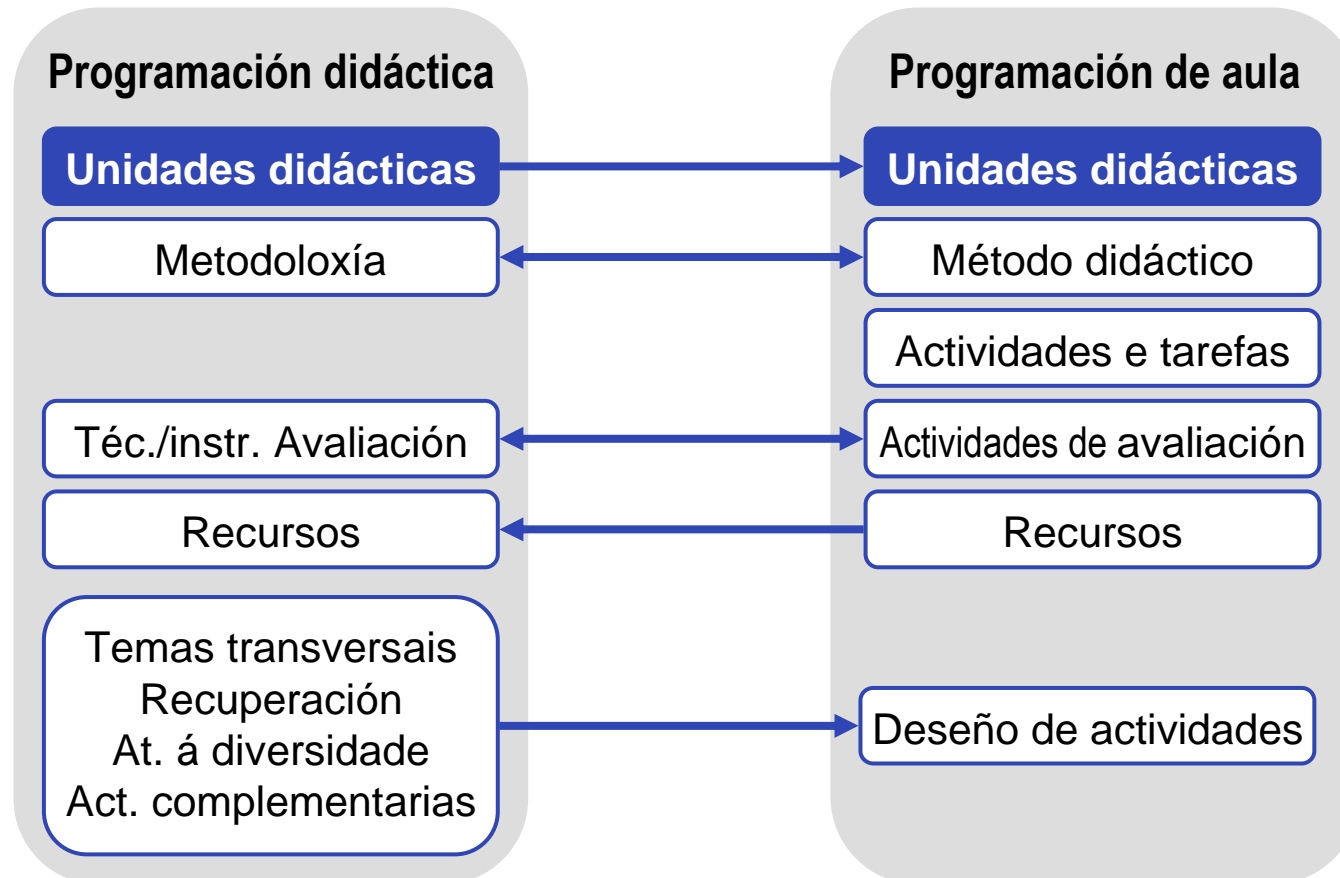 Programación didáctica
Unidades didácticas
Metodoloxía
Téc./instr. Avaliación
Recursos
Temas transversais
Recuperación
At. á diversidade
Act. complementarias
Programación de aula
Unidades didácticas
Método didáctico
Actividades e tarefas
Actividades de avaliación
Recursos
Deseño de actividades